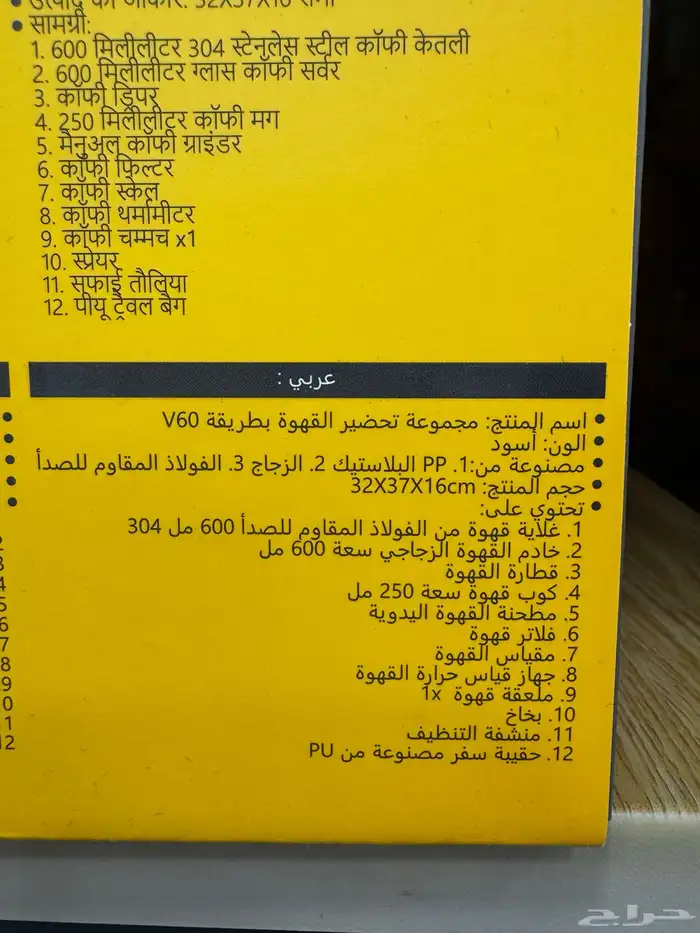 सामग्री:
1. 600 मिलीलीटर 304 स्टेनलेस स्टील कॉफी केतली
2. 600 मिलीलीटर ग्लास कॉफी सर्वर
3. कॉफी ड्रिपर
4. 250 मिलीलीटर कॉफी मग
5. मैनुअल कॉफी ग्राइंडर
6. कॉफी फिल्टर
7. कॉफी स्केल
8. कॉफी थर्मामीटर
9. कॉफी चम्मच x1
10. स्प्रेयर
11. सफाई तौलिया
12. पीयू ट्रैवल बैग
عربي :
• اسم المنتج: مجموعة تحضير القهوة بطريقة V60
• الون: أسود
• مصنوعة من:1. PP البلاستيك 2. الزجاج 3. الفولاذ المقاوم للصدأ
• حجم المنتج: 32X37X16cm
• تحتوي على:
1. غلاية قهوة من الفولاذ المقاوم للصدأ 600 مل 304
2. خادم القهوة الزجاجي سعة 600 مل
3. قطارة القهوة
4. كوب قهوة سعة 250 مل
5. مطحنة القهوة اليدوية
6. فلاتر قهوة
7. مقياس القهوة
8. جهاز قياس حرارة القهوة
9. ملعقة قهوة 1x
10. بخاخ
11. منشفة التنظيف
12. حقيبة سفر مصنوعة من PU
حراج